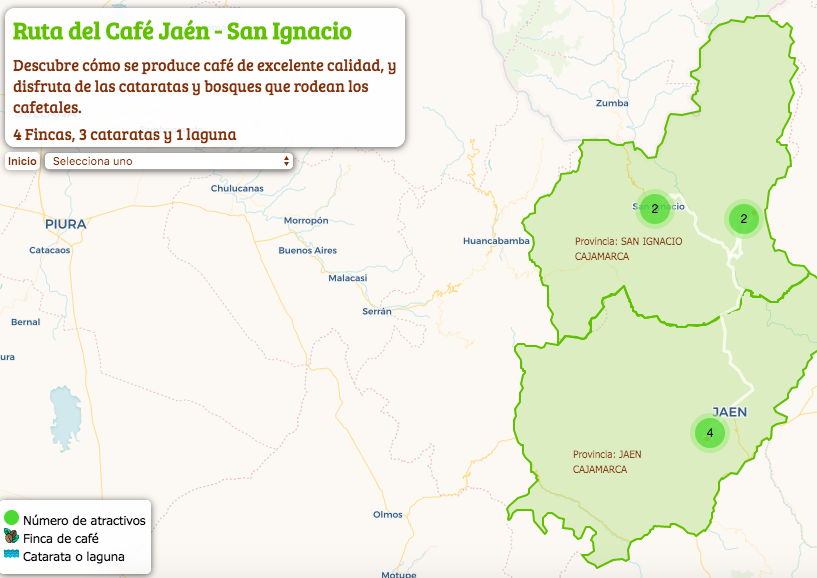 Ruta del Café Jaén - San Ignacio
Descubre cómo se produce café de excelente calidad, y
disfruta de las cataratas y bosques que rodean los
cafetales.
4 Fincas, 3 cataratas y 1 laguna
Inicio
Selecciona uno
Zumba
Chulucanas
PIURA
Catacaos
Morropón
Buenos Aires
Malacasi
Serrán
Huancabamba
Bernal
ura
San Ignacio
2
2
Provincia: SAN IGNACIO
CAJAMARCA
JAEN
4
Provincia: JAEN
CAJAMARCA
Olmos
Motupe
Número de atractivos
Finca de café
Catarata o laguna